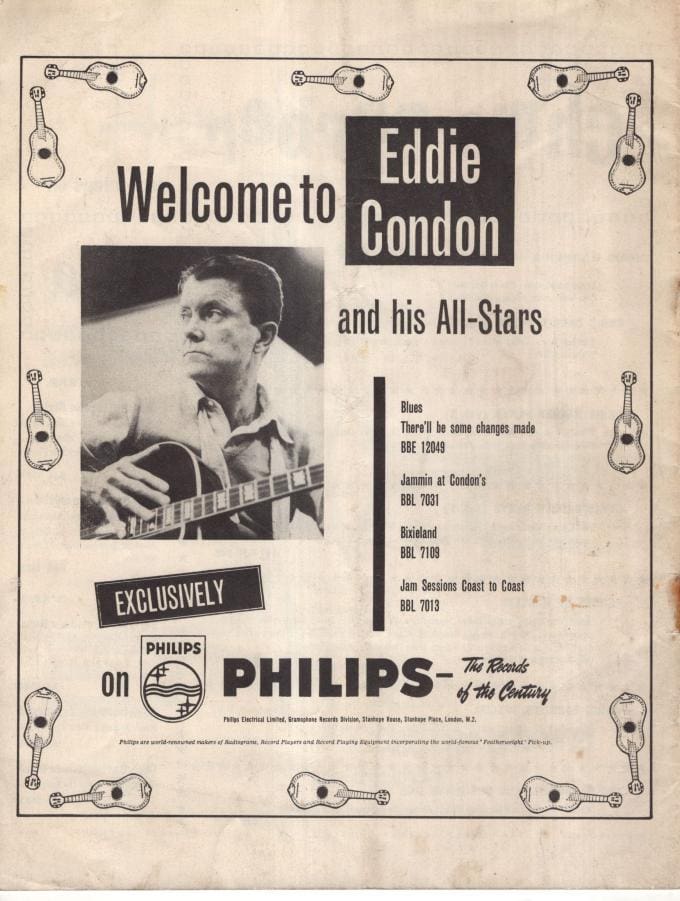 Welcome to
Eddie
Condon
and his All-Stars
Blues
There'll be some changes made
BBE 12049
Jammin at Condon's
BBL 7031
Bixieland
BBL 7109
Jam Sessions Coast to Coast
BBL 7013
EXCLUSIVELY
on
PHILIPS
PHILIPS–
The Records
of the Century
Philips Electrical Limited, Gramophone Records Division, Stanhope House, Stanhope Place, London, W.2.
Philips are world-renowned makers of Radiograms, Record Players and Record Playing Equipment incorporating the world-famous "Featherweight" Pick-up.